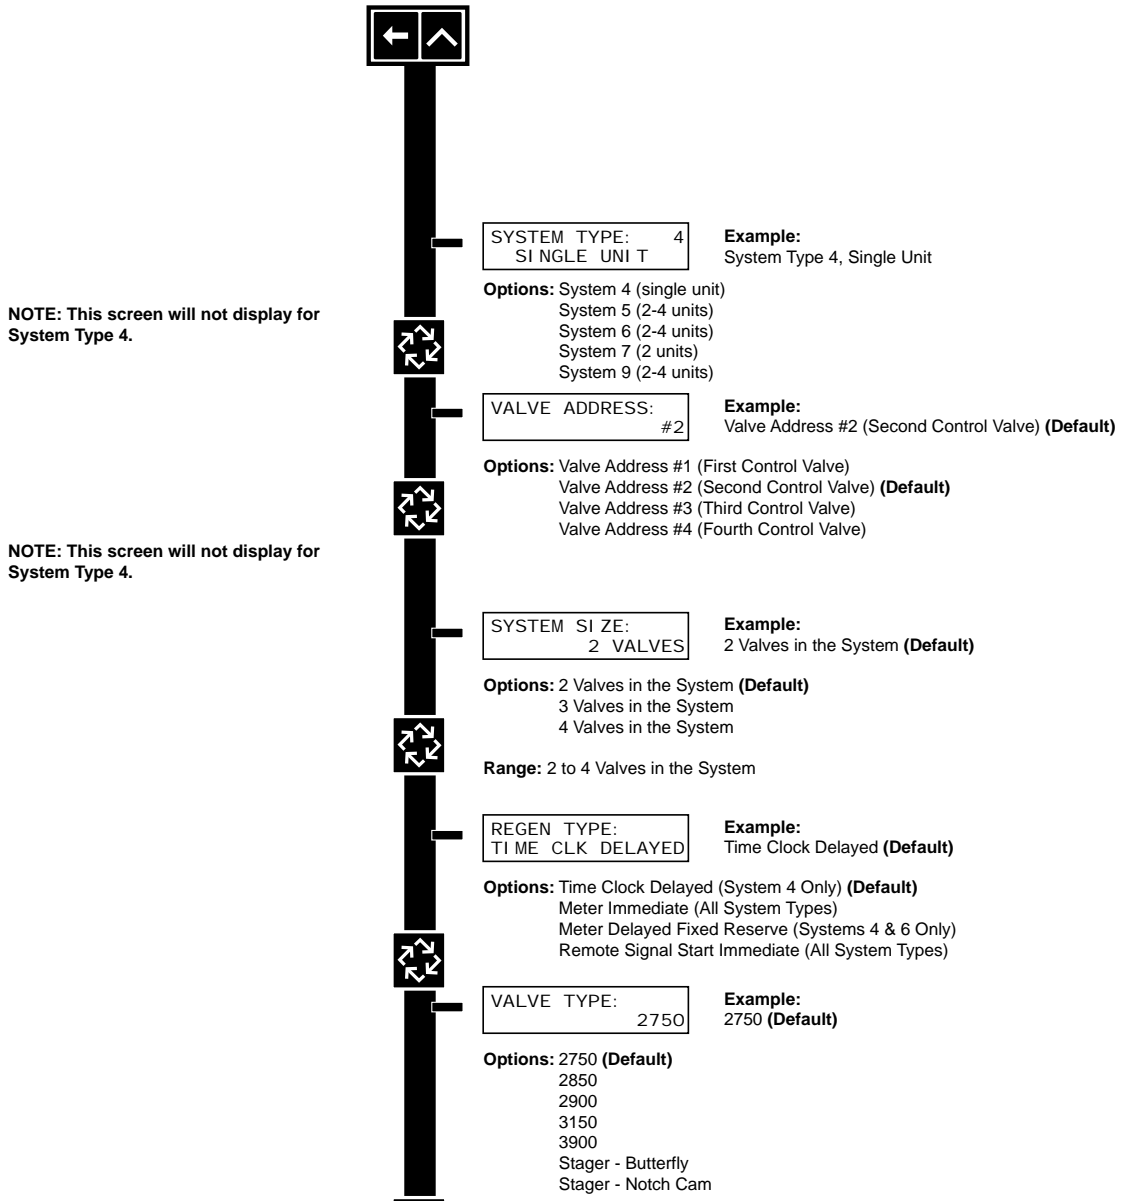 SYSTEM TYPE: 4
SINGLE UNIT
Example:
System Type 4, Single Unit
Options: System 4 (single unit)
System 5 (2-4 units)
System 6 (2-4 units)
System 7 (2 units)
System 9 (2-4 units)
NOTE: This screen will not display for
System Type 4.
VALVE ADDRESS:
#2
Example:
Valve Address #2 (Second Control Valve) (Default)
Options: Valve Address #1 (First Control Valve)
Valve Address #2 (Second Control Valve) (Default)
Valve Address #3 (Third Control Valve)
Valve Address #4 (Fourth Control Valve)
NOTE: This screen will not display for
System Type 4.
SYSTEM SIZE:
2 VALVES
Example:
2 Valves in the System (Default)
Options: 2 Valves in the System (Default)
3 Valves in the System
4 Valves in the System
Range: 2 to 4 Valves in the System
REGEN TYPE:
TIME CLK DELAYED
Example:
Time Clock Delayed (Default)
Options: Time Clock Delayed (System 4 Only) (Default)
Meter Immediate (All System Types)
Meter Delayed Fixed Reserve (Systems 4 & 6 Only)
Remote Signal Start Immediate (All System Types)
VALVE TYPE:
2750
Example:
2750 (Default)
Options: 2750 (Default)
2850
2900
3150
3900
Stager - Butterfly
Stager - Notch Cam